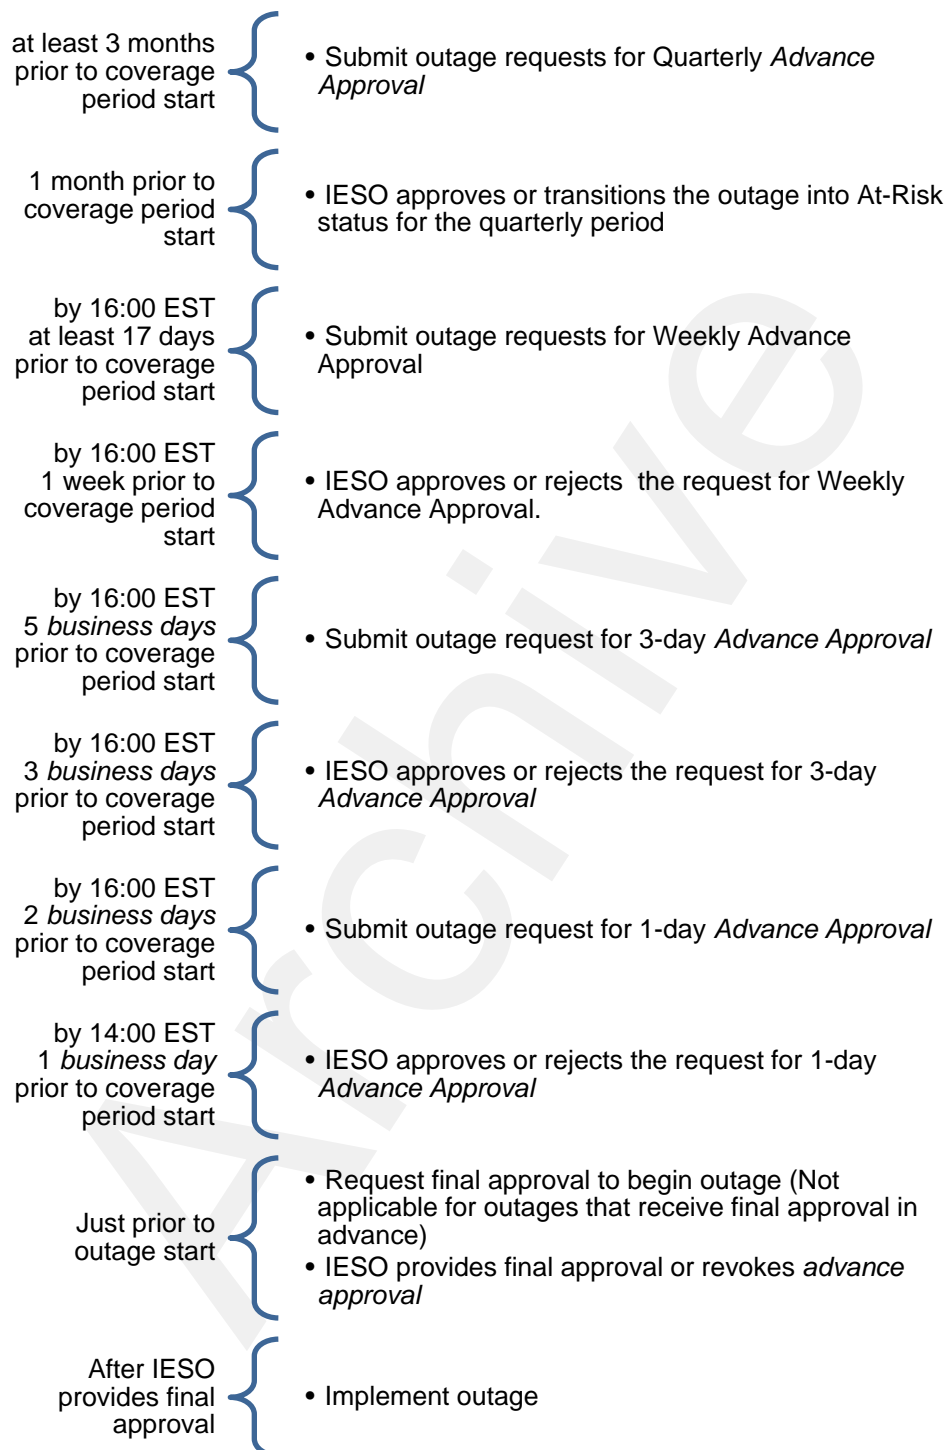 at least 3 months
prior to coverage
period start
• Submit outage requests for Quarterly Advance
Approval
1 month prior to
coverage period
start
• IESO approves or transitions the outage into At-Risk
status for the quarterly period
by 16:00 EST
at least 17 days
prior to coverage
period start
• Submit outage requests for Weekly Advance
Approval
by 16:00 EST
1 week prior to
coverage period
start
• IESO approves or rejects  the request for Weekly
Advance Approval.
by 16:00 EST
5 business days
prior to coverage
period start
• Submit outage request for 3-day Advance Approval
by 16:00 EST
3 business days
prior to coverage
period start
• IESO approves or rejects the request for 3-day
Advance Approval
by 16:00 EST
2 business days
prior to coverage
period start
• Submit outage request for 1-day Advance Approval
by 14:00 EST
1 business day
prior to coverage
period start
• IESO approves or rejects the request for 1-day
Advance Approval
Just prior to
outage start
• Request final approval to begin outage (Not
applicable for outages that receive final approval in
advance)
• IESO provides final approval or revokes advance
approval
After IESO
provides final
approval
• Implement outage
Archive